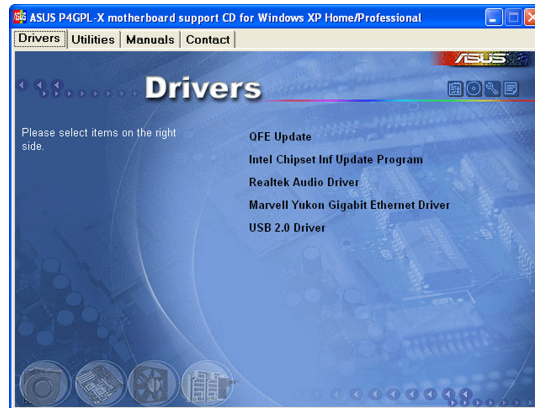 ASUS P4GPL-X motherboard support CD for Windows XP Home/Professional
Drivers Utilities Manuals Contact
ASUS
Drivers
Please select items on the right
side.
QFE Update
Intel Chipset Inf Update Program
Realtek Audio Driver
Marvell Yukon Gigabit Ethernet Driver
USB 2.0 Driver